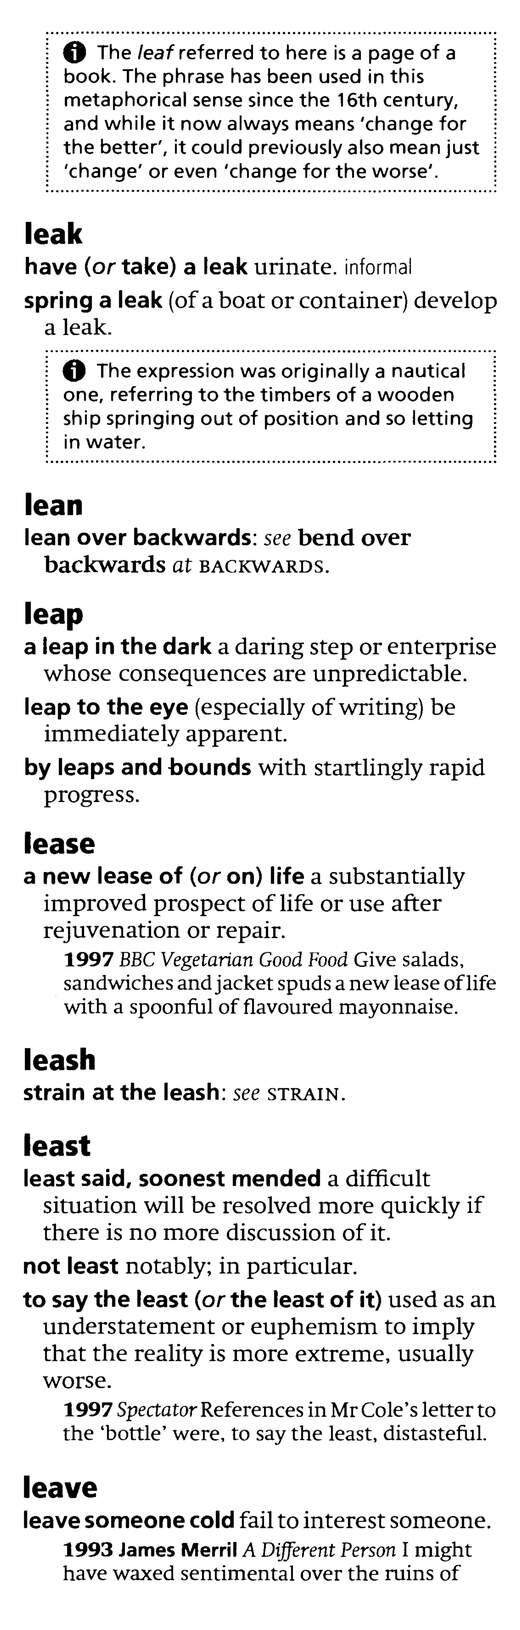 The leaf referred to here is a page of a
book. The phrase has been used in this
metaphorical sense since the 16th century,
and while it now always means ‘change for
the better’, it could previously also mean just
‘change’ or even ‘change for the worse’.
leak
have (or take) a leak urinate. informal
spring a leak (of a boat or container) develop
a leak.
The expression was originally a nautical
one, referring to the timbers of a wooden
ship springing out of position and so letting
in water.
lean
lean over backwards: see bend over
backwards at BACKWARDS.
leap
a leap in the dark a daring step or enterprise
whose consequences are unpredictable.
leap to the eye (especially of writing) be
immediately apparent.
by leaps and bounds with startlingly rapid
progress.
lease
a new lease of (or on) life a substantially
improved prospect of life or use after
rejuvenation or repair.
1997 BBC Vegetarian Good Food Give salads,
sandwiches and jacket spuds a new lease of life
with a spoonful of flavoured mayonnaise.
leash
strain at the leash: see STRAIN.
least
least said, soonest mended a difficult
situation will be resolved more quickly if
there is no more discussion of it.
not least notably; in particular.
to say the least (or the least of it) used as an
understatement or euphemism to imply
that the reality is more extreme, usually
worse.
1997 Spectator References in Mr Cole’s letter to
the ‘bottle’ were, to say the least, distasteful.
leave
leave someone cold fail to interest someone.
1993 James Merril A Different Person I might
have waxed sentimental over the ruins of